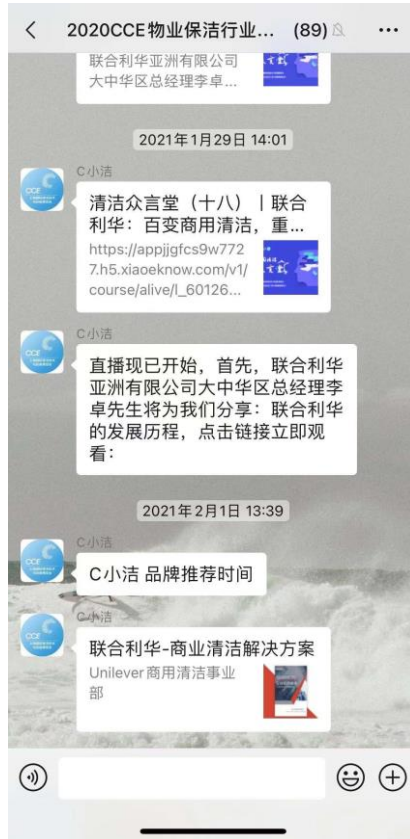 2020CCE物业保洁行业... (89)
联合利华亚洲有限公司
大中华区总经理李卓...
2021年1月29日 14:01
C小洁
清洁众言堂（十八）丨联合
利华：百变商用清洁，重...
https://appjjgfcs9w772
7.h5.xiaoeknow.com/v1/
course/alive/l_60126...
C小洁
直播现已开始，首先，联合利华
亚洲有限公司大中华区总经理李
卓先生将为我们分享：联合利华
的发展历程，点击链接立即观
看：
2021年2月1日 13:39
C小洁
C小洁 品牌推荐时间
C小洁
联合利华-商业清洁解决方案
Unilever商用清洁事业
部
CCE
CCE
CCE
CCE